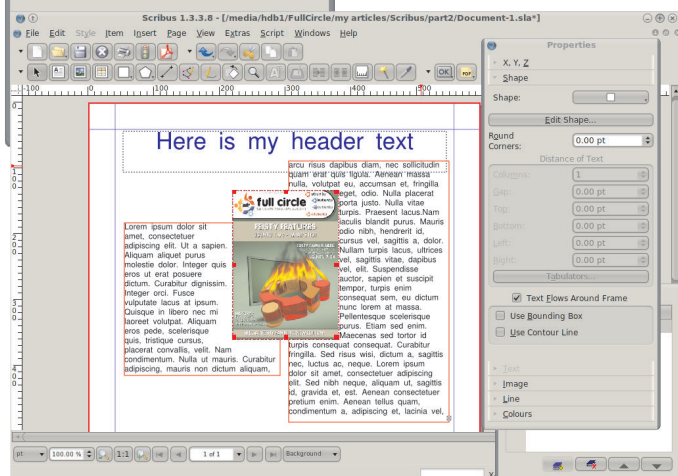 Scribus 1.3.3.8 - [/media/hdb1/FullCircle/my articles/Scribus/part2/Document-1.sla*]
File Edit Style Item Insert Page View Extras Script Windows Help
OK PDF
-100 0 100 200 300 400 500
Here is my header text
Lorem ipsum dolor sit
amet, consectetuer
adipiscing elit. Ut a sapien.
Aliquam aliquet purus
molestie dolor. Integer quis
eros ut erat posuere
dictum. Curabitur dignissim.
Integer orci. Fusce
vulputate lacus at ipsum.
Quisque in libero nec mi
laoreet volutpat. Aliquam
eros pede, scelerisque
quis, tristique cursus,
placerat convallis, velit. Nam
condimentum. Nulla ut mauris. Curabitur
adipiscing, mauris non dictum aliquam,
full circle
FEISTY FEATURES
arcu risus dapibus diam, nec sollicitudin
quam erat quis ligula. Aenean massa
nulla, volutpat eu, accumsan et, fringilla
eget, odio. Nulla placerat
porta justo. Nulla vitae
turpis. Praesent lacus.Nam
iaculis blandit purus. Mauris
odio nibh, hendrerit id,
cursus vel, sagittis a, dolor.
Nullam turpis lacus, ultrices
vel, sagittis vitae, dapibus
vel, elit. Suspendisse
auctor, sapien et suscipit
tempor, turpis enim
consequat sem, eu dictum
nunc lorem at massa.
Pellentesque scelerisque
purus. Etiam sed enim.
Maecenas sed tortor id
turpis consequat consequat. Curabitur
fringilla. Sed risus wisi, dictum a, sagittis
nec, luctus ac, neque. Lorem ipsum
dolor sit amet, consectetuer adipiscing
elit. Sed nibh neque, aliquam ut, sagittis
id, gravida et, est. Aenean consectetuer
pretium enim. Aenean tellus quam,
condimentum a, adipiscing et, lacinia vel,
Properties
X, Y, Z
Shape
Shape:
Edit Shape...
Round
Corners: 0.00 pt
Distance of Text
Columns: 1
Gap: 0.00 pt
Top: 0.00 pt
Bottom: 0.00 pt
Left: 0.00 pt
Right: 0.00 pt
Tabulators...
Text Flows Around Frame
Use Bounding Box
Use Contour Line
Text
Image
Line
Colours
pt 100.00 % 1:1 1 of 1 Background
X